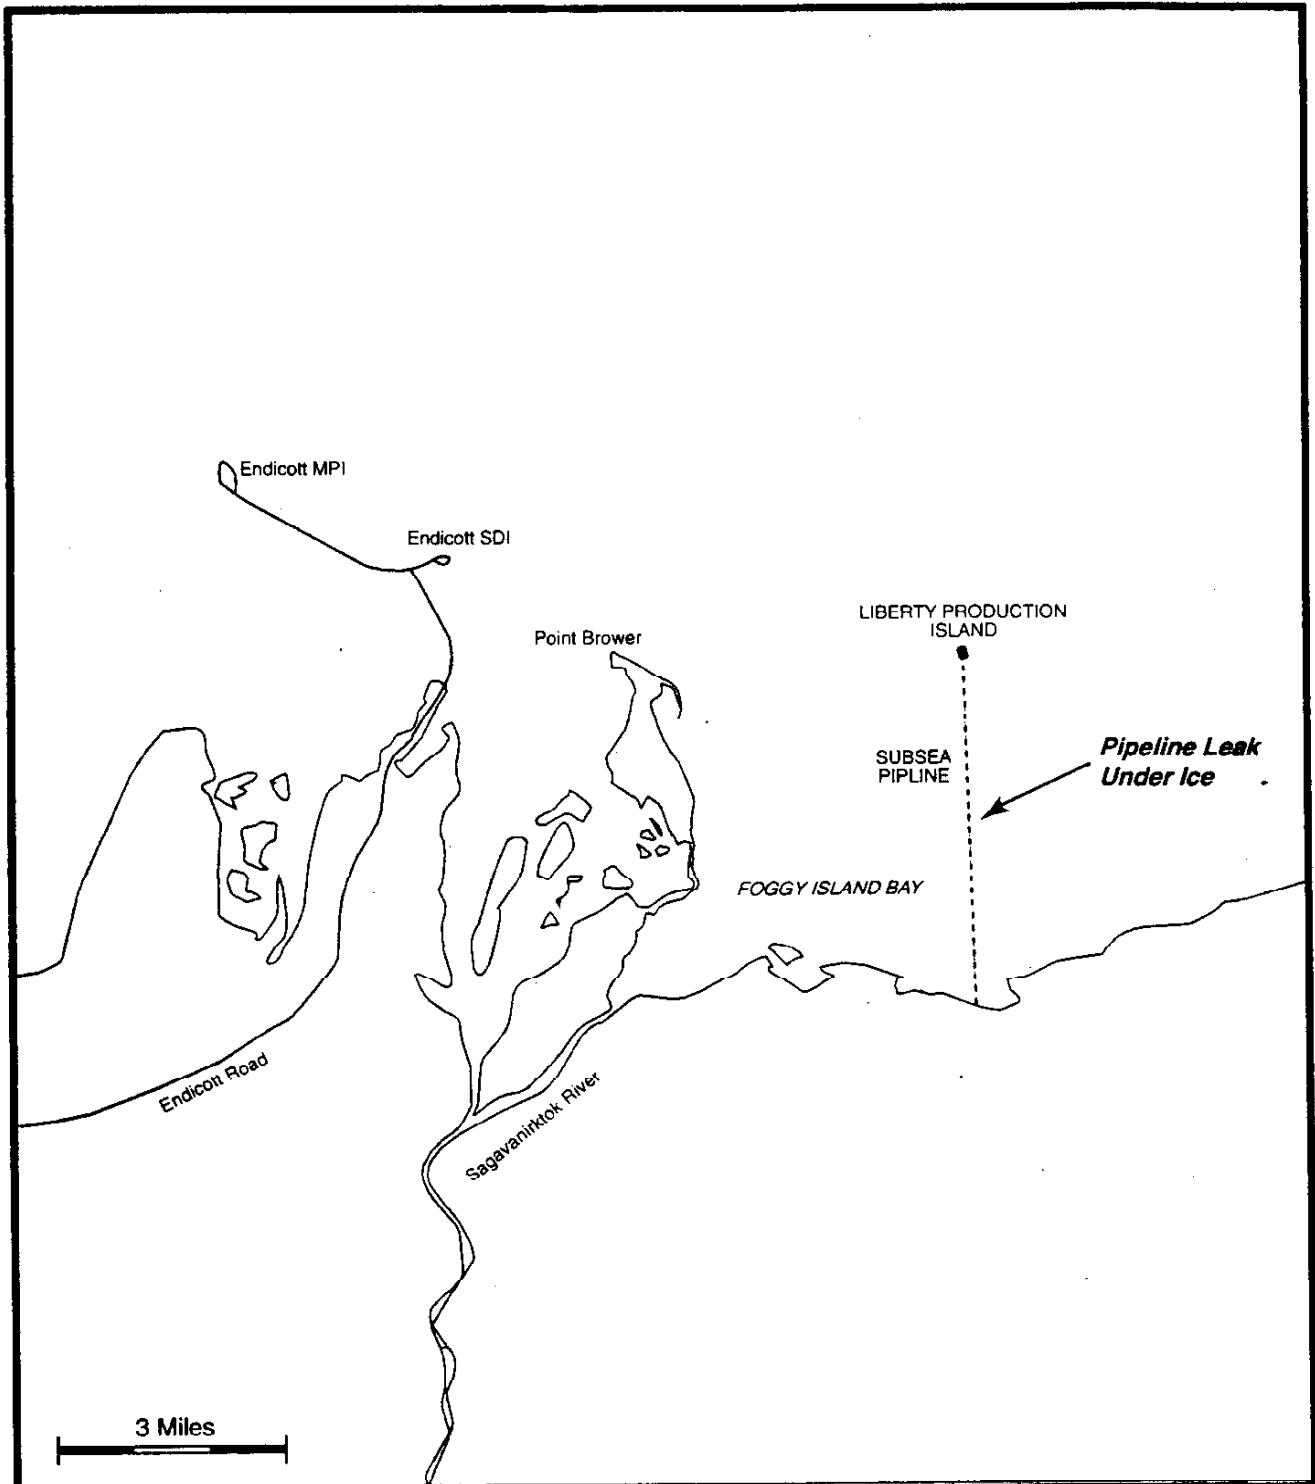 Endicott MPI
Endicott SDI
LIBERTY PRODUCTION
ISLAND
Point Brower
SUBSEA
PIPLINE
Pipeline Leak
Under Ice
FOGGY ISLAND BAY
Endicott Road
Sagavanirktok River
3 Miles